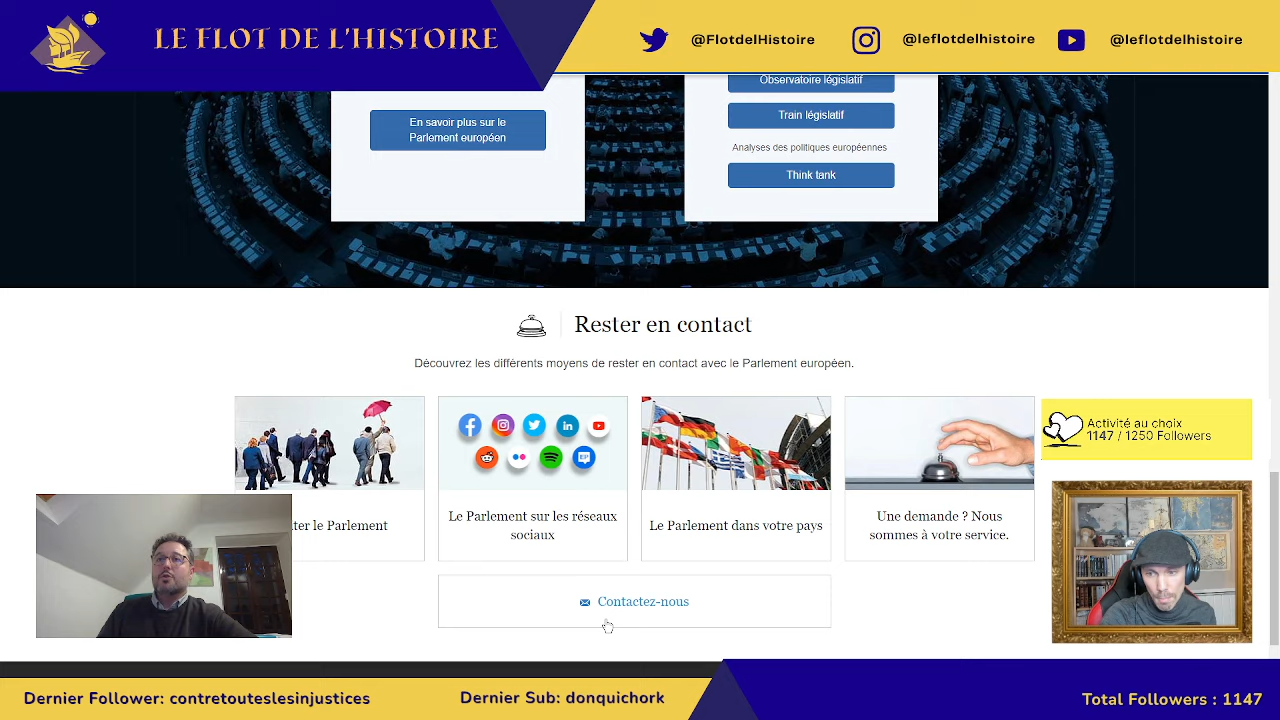 LE FLOT DE L'HISTOIRE
@FlotdelHistoire
@leflotdelhistoire
@leflotdelhistoire
Observatoire législatif
En savoir plus sur le
Parlement européen
Train législatif
Analyses des politiques européennes
Think tank
Rester en contact
Découvrez les différents moyens de rester en contact avec le Parlement européen.
ter le Parlement
Le Parlement sur les réseaux
sociaux
Le Parlement dans votre pays
Une demande ? Nous
sommes à votre service.
Activité au choix
1147 / 1250 Followers
Contactez-nous
Dernier Follower: contretouteslesinjustices
Dernier Sub: donquichork
Total Followers : 1147